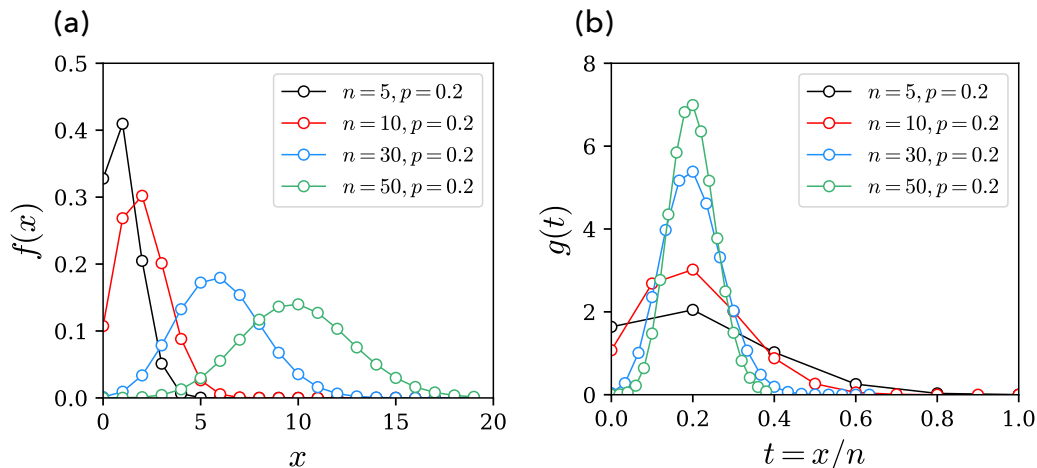 (a)
0.5
0.4
0.3
0.2
0.1
0.0
f(x)
0
5
10
15
20
x
n = 5, p = 0.2
n = 10, p = 0.2
n = 30, p = 0.2
n = 50, p = 0.2
(b)
8
6
4
2
0
g(t)
0.0
0.2
0.4
0.6
0.8
1.0
t = x/n
n = 5, p = 0.2
n = 10, p = 0.2
n = 30, p = 0.2
n = 50, p = 0.2